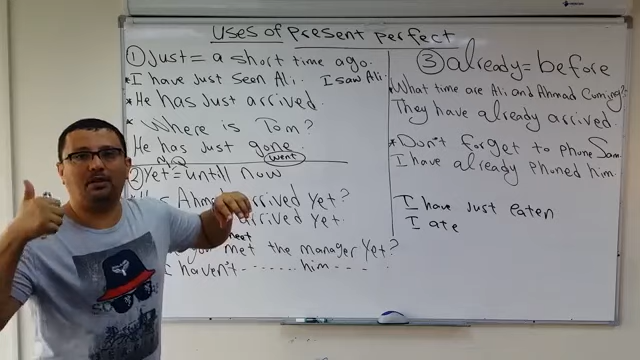 Uses of present perfect
① Just = a short time ago.
* I have just seen Ali. I saw Ali.
* He has just arrived.
* Where is Tom?
He has just gone.
went
② Yet = untill now
Has Ahmad arrived yet?
arrived yet.
meet
met the manager yet?
I haven't ........ him ....
③ already = before
What time are Ali and Ahmad Coming?
They have already arrived.
* Don't forget to phone Sam.
I have already phoned him.
I have just eaten
I ate